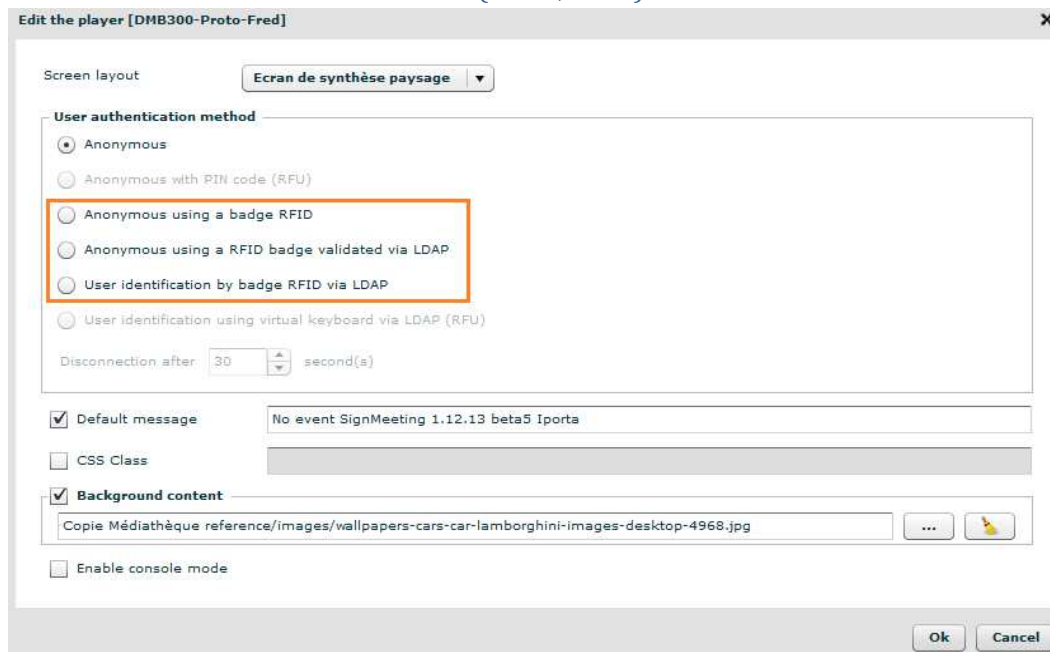 Edit the player [DMB300-Proto-Fred]
Screen layout Ecran de synthèse paysage
User authentication method
Anonymous
Anonymous with PIN code (RFU)
Anonymous using a badge RFID
Anonymous using a RFID badge validated via LDAP
User identification by badge RFID via LDAP
User identification using virtual keyboard via LDAP (RFU)
Disconnection after 30 second(s)
Default message No event SignMeeting 1.12.13 beta5 Iporta
CSS Class
Background content
Copie Médiathèque reference/images/wallpapers-cars-car-lamborghini-images-desktop-4968.jpg ...
Enable console mode
Ok Cancel